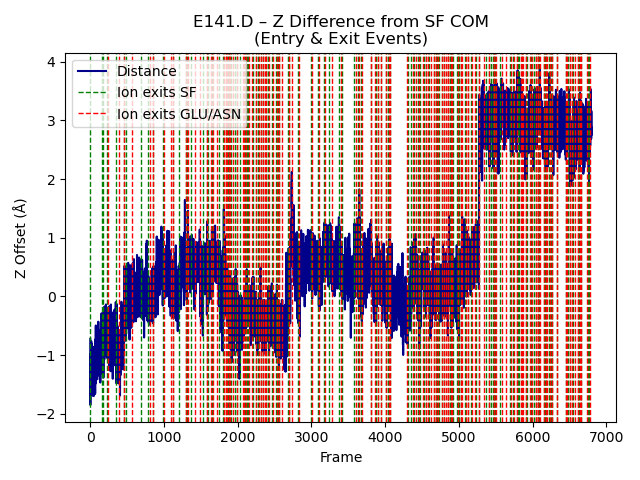 E141.D – Z Difference from SF COM
(Entry & Exit Events)
Distance
Ion exits SF
Ion exits GLU/ASN
Z Offset (Å)
4
3
2
1
0
−1
−2
0
1000
2000
3000
4000
5000
6000
7000
Frame